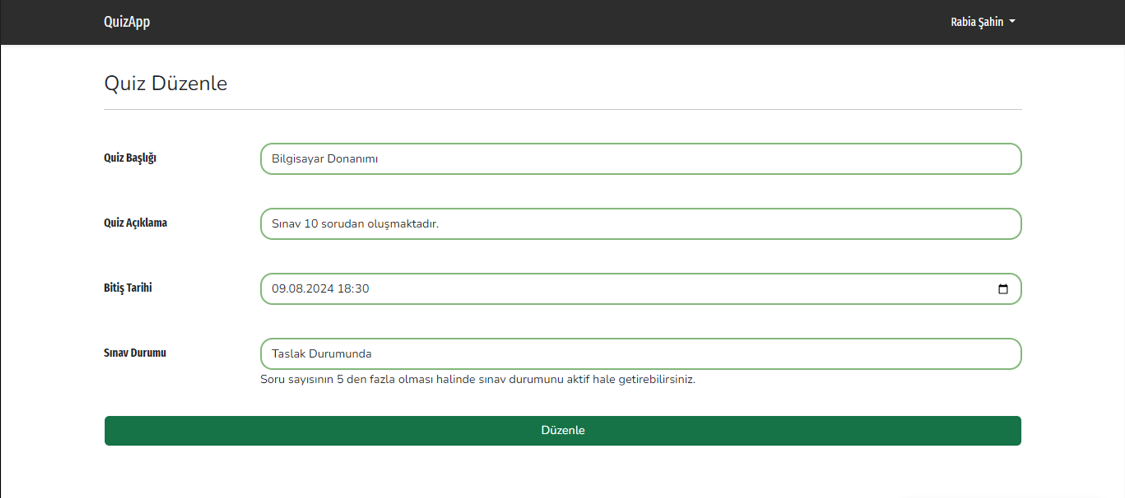 QuizApp
Rabia Şahin
Quiz Düzenle
Quiz Başlığı
Bilgisayar Donanımı
Quiz Açıklama
Sınav 10 sorudan oluşmaktadır.
Bitiş Tarihi
09.08.2024 18:30
Sınav Durumu
Taslak Durumunda
Soru sayısının 5 den fazla olması halinde sınav durumunu aktif hale getirebilirsiniz.
Düzenle